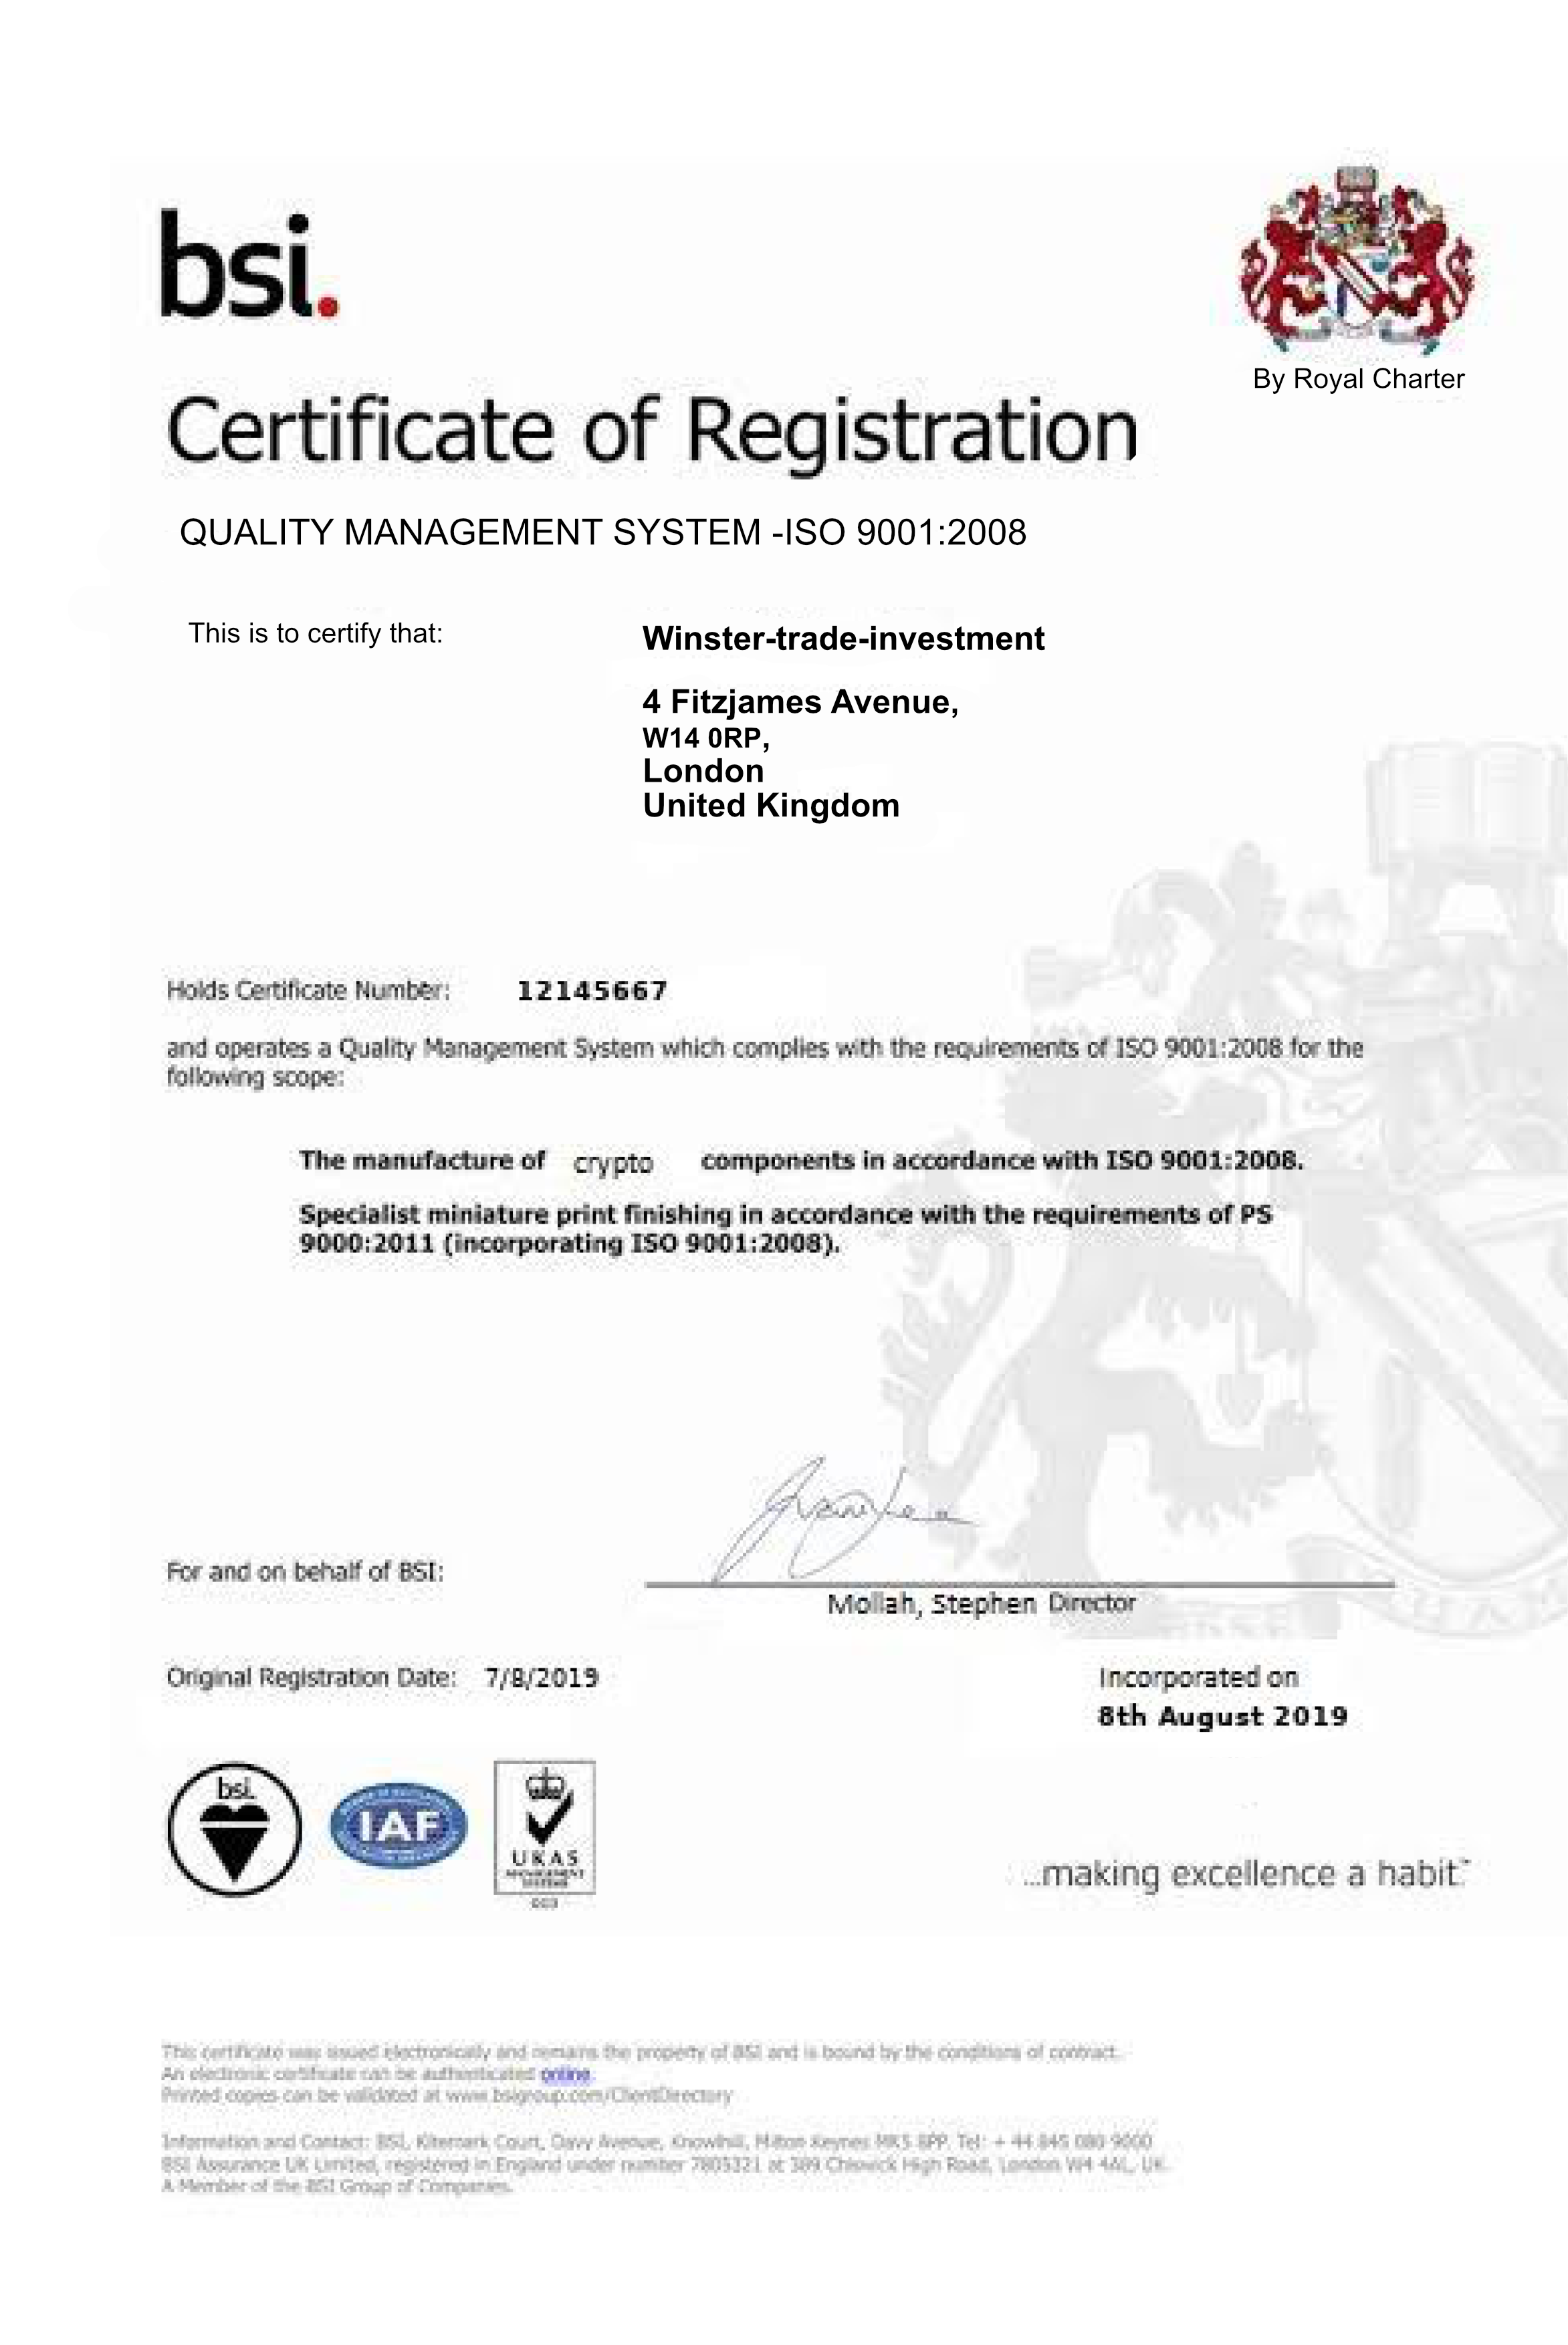 bsi.
By Royal Charter
Certificate of Registration
QUALITY MANAGEMENT SYSTEM -ISO 9001:2008
This is to certify that: Winster-trade-investment
4 Fitzjames Avenue,
W14 0RP,
London
United Kingdom
Holds Certificate Number: 12145667
and operates a Quality Management System which complies with the requirements of ISO 9001:2008 for the
following scope:
The manufacture of crypto components in accordance with ISO 9001:2008.
Specialist miniature print finishing in accordance with the requirements of PS
9000:2011 (incorporating ISO 9001:2008).
For and on behalf of BSI:
Mollah, Stephen Director
Original Registration Date: 7/8/2019
Incorporated on
8th August 2019
bsi.
IAF
UKAS
MANAGEMENT
SYSTEMS
...making excellence a habit.™
This certificate was issued electronically and remains the property of BSI and is bound by the conditions of contract.
An electronic certificate can be authenticated online.
Printed copies can be validated at www.bsigroup.com/ClientDirectory
Information and Contact: BSI, Kitemark Court, Davy Avenue, Knowlhill, Milton Keynes MK5 8PP. Tel: + 44 845 080 9000
BSI Assurance UK Limited, registered in England under number 7805321 at 389 Chiswick High Road, London W4 4AL, UK.
A Member of the BSI Group of Companies.